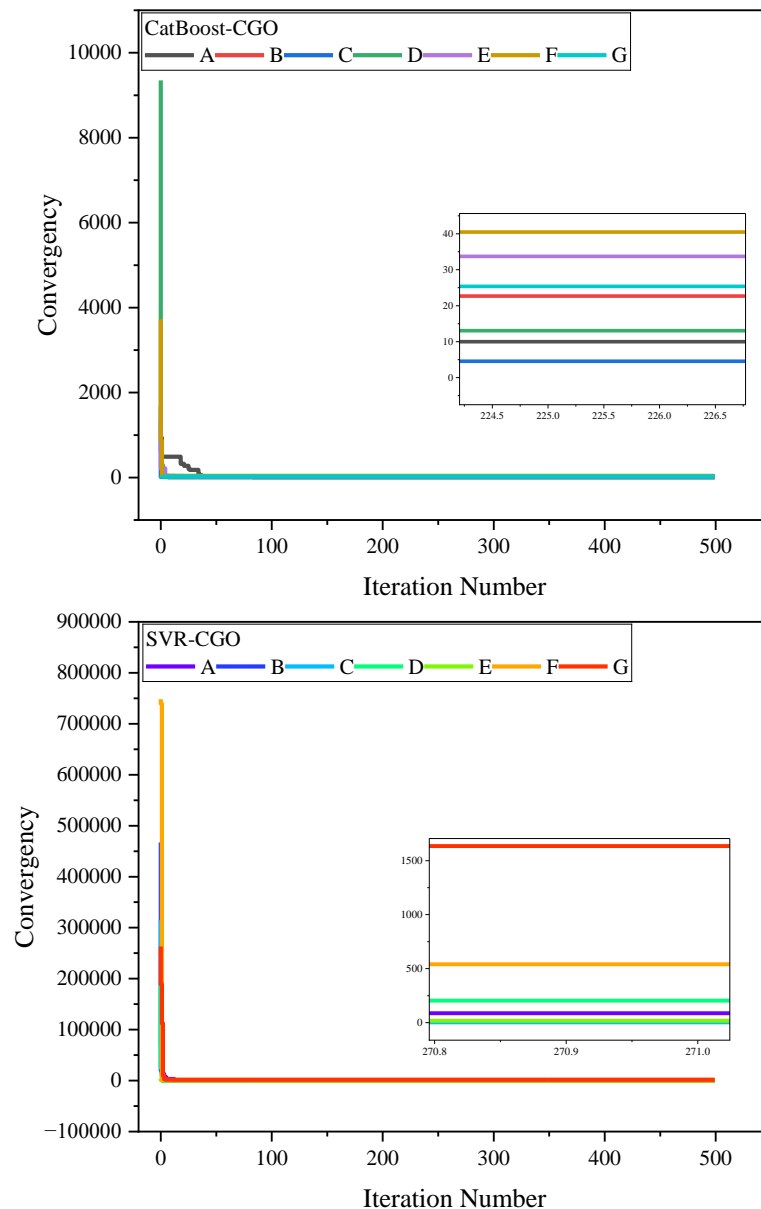 CatBoost-CGO
A B C D E F G
10000
8000
6000
4000
2000
0
Convergency
40
30
20
10
0
224.5 225.0 225.5 226.0 226.5
0 100 200 300 400 500
Iteration Number
SVR-CGO
A B C D E F G
900000
800000
700000
600000
500000
400000
300000
200000
100000
0
−100000
Convergency
1500
1000
500
0
270.8 270.9 271.0
0 100 200 300 400 500
Iteration Number